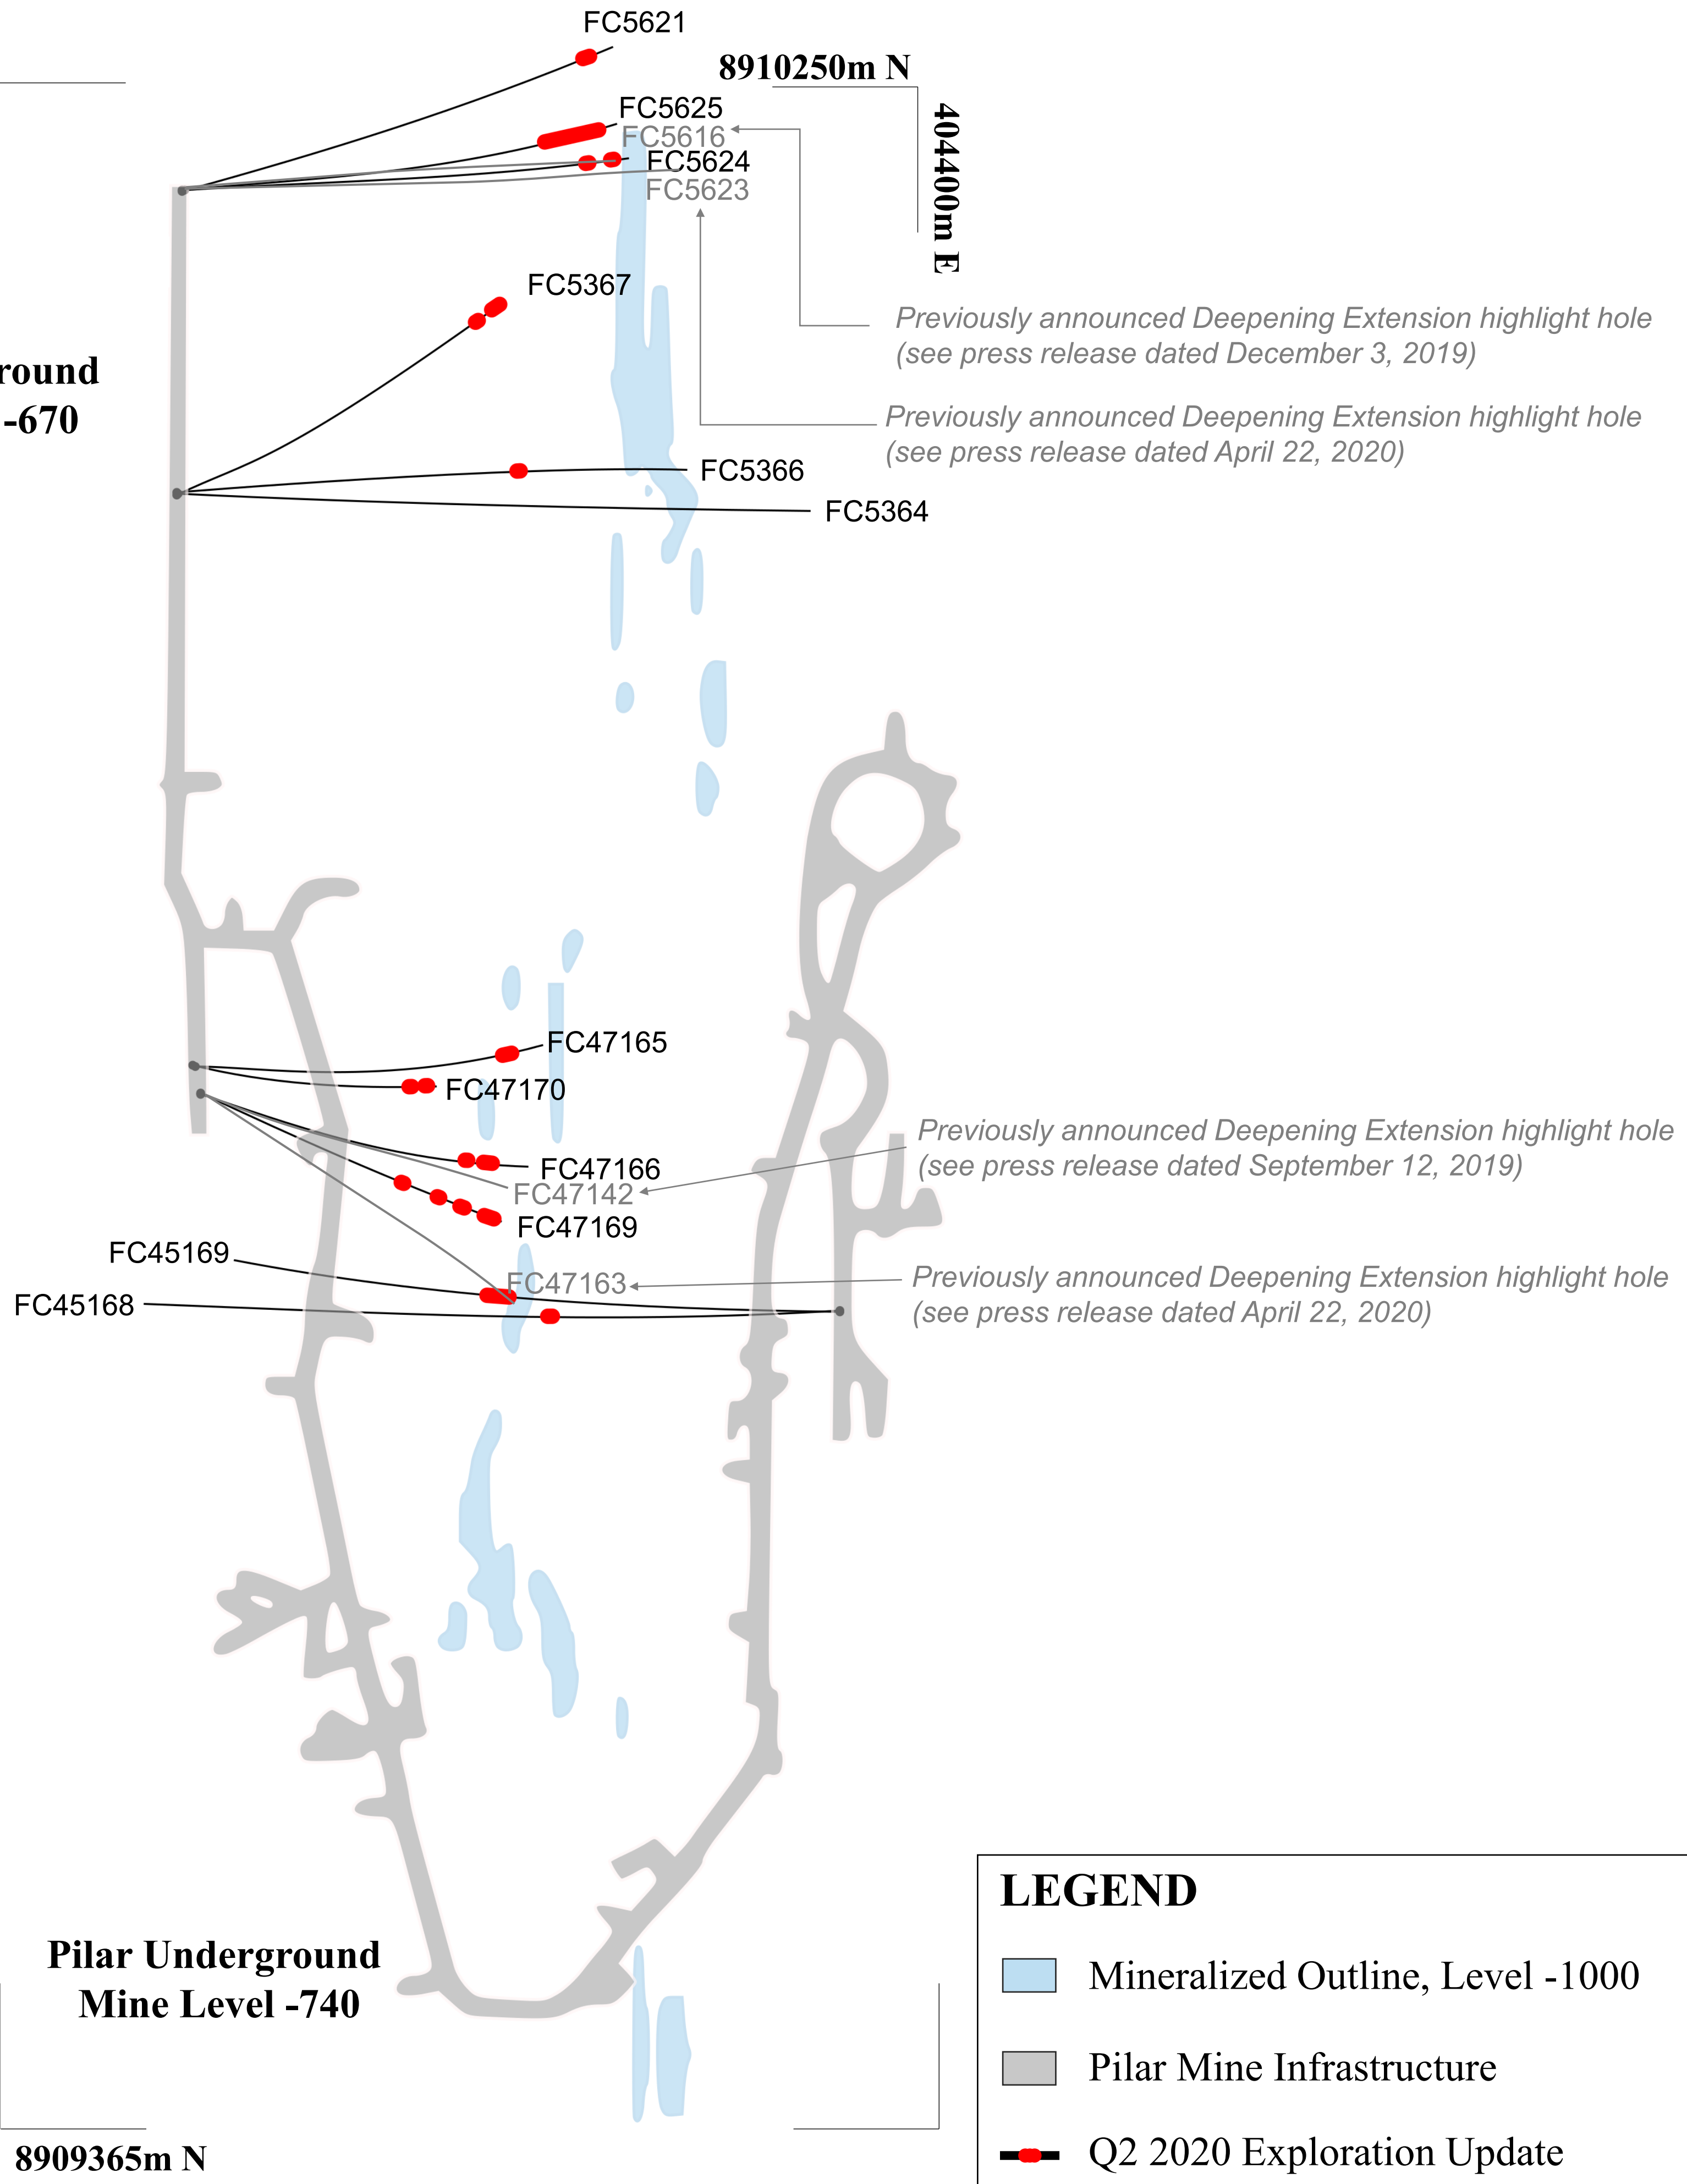 FC5621
8910250m N
404400m E
FC5625
FC5616
FC5624
FC5623
FC5367
Previously announced Deepening Extension highlight hole
(see press release dated December 3, 2019)
round
-670
Previously announced Deepening Extension highlight hole
(see press release dated April 22, 2020)
FC5366
FC5364
FC47165
FC47170
Previously announced Deepening Extension highlight hole
(see press release dated September 12, 2019)
FC47166
FC47142
FC47169
FC45169
FC47163
Previously announced Deepening Extension highlight hole
(see press release dated April 22, 2020)
FC45168
Pilar Underground
Mine Level -740
8909365m N
LEGEND
Mineralized Outline, Level -1000
Pilar Mine Infrastructure
Q2 2020 Exploration Update